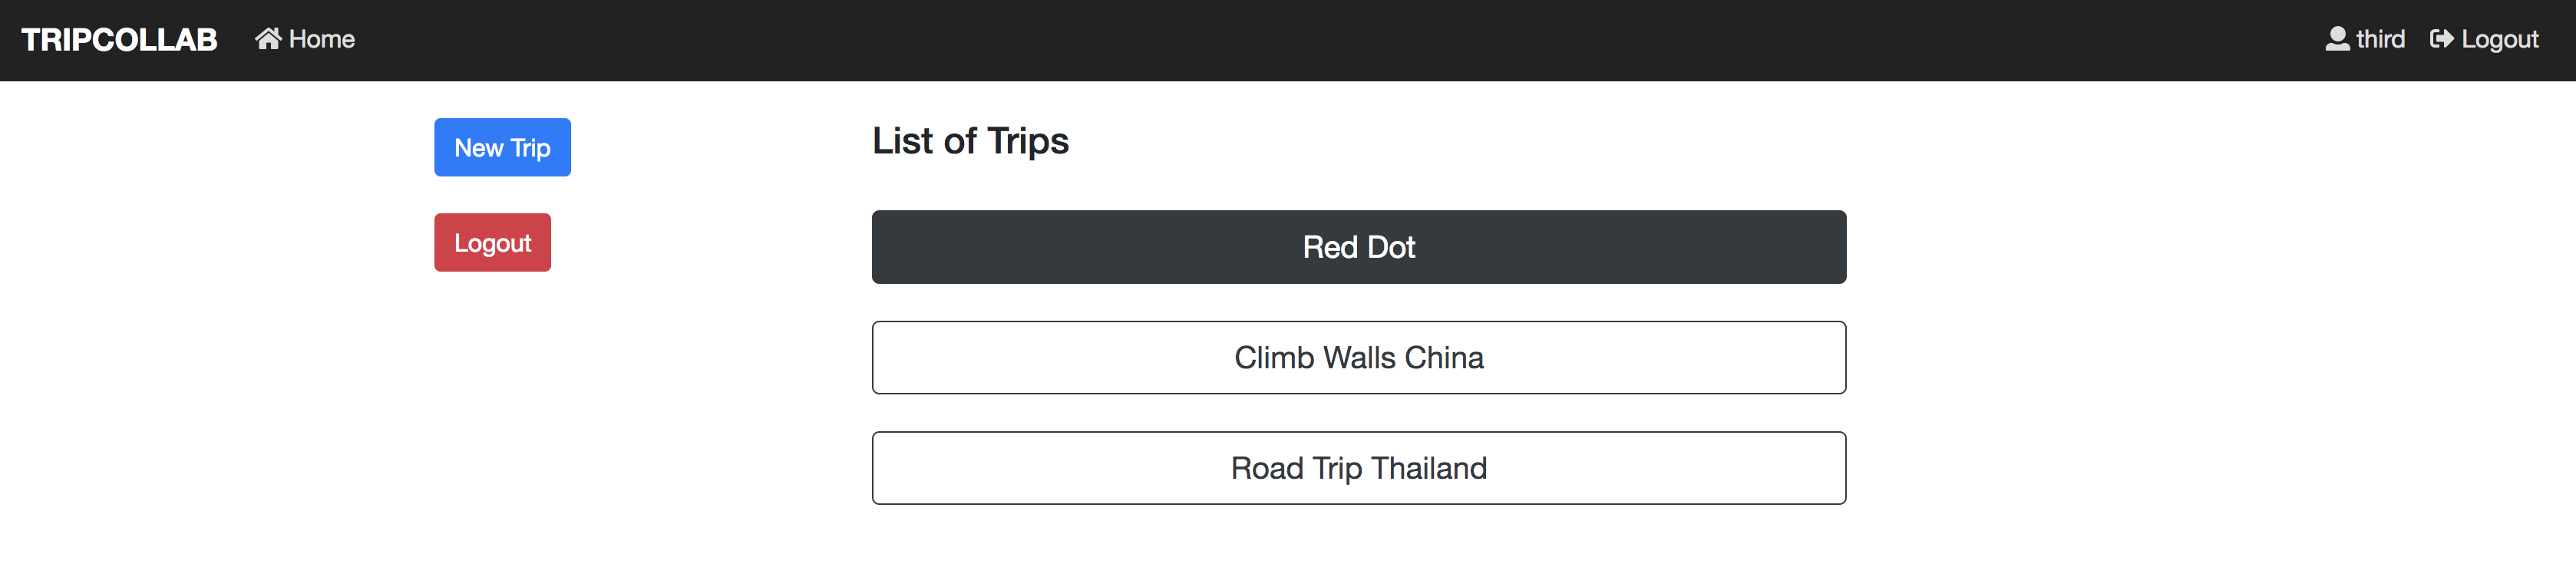 TRIPCOLLAB Home third Logout
New Trip
Logout
List of Trips
Red Dot
Climb Walls China
Road Trip Thailand